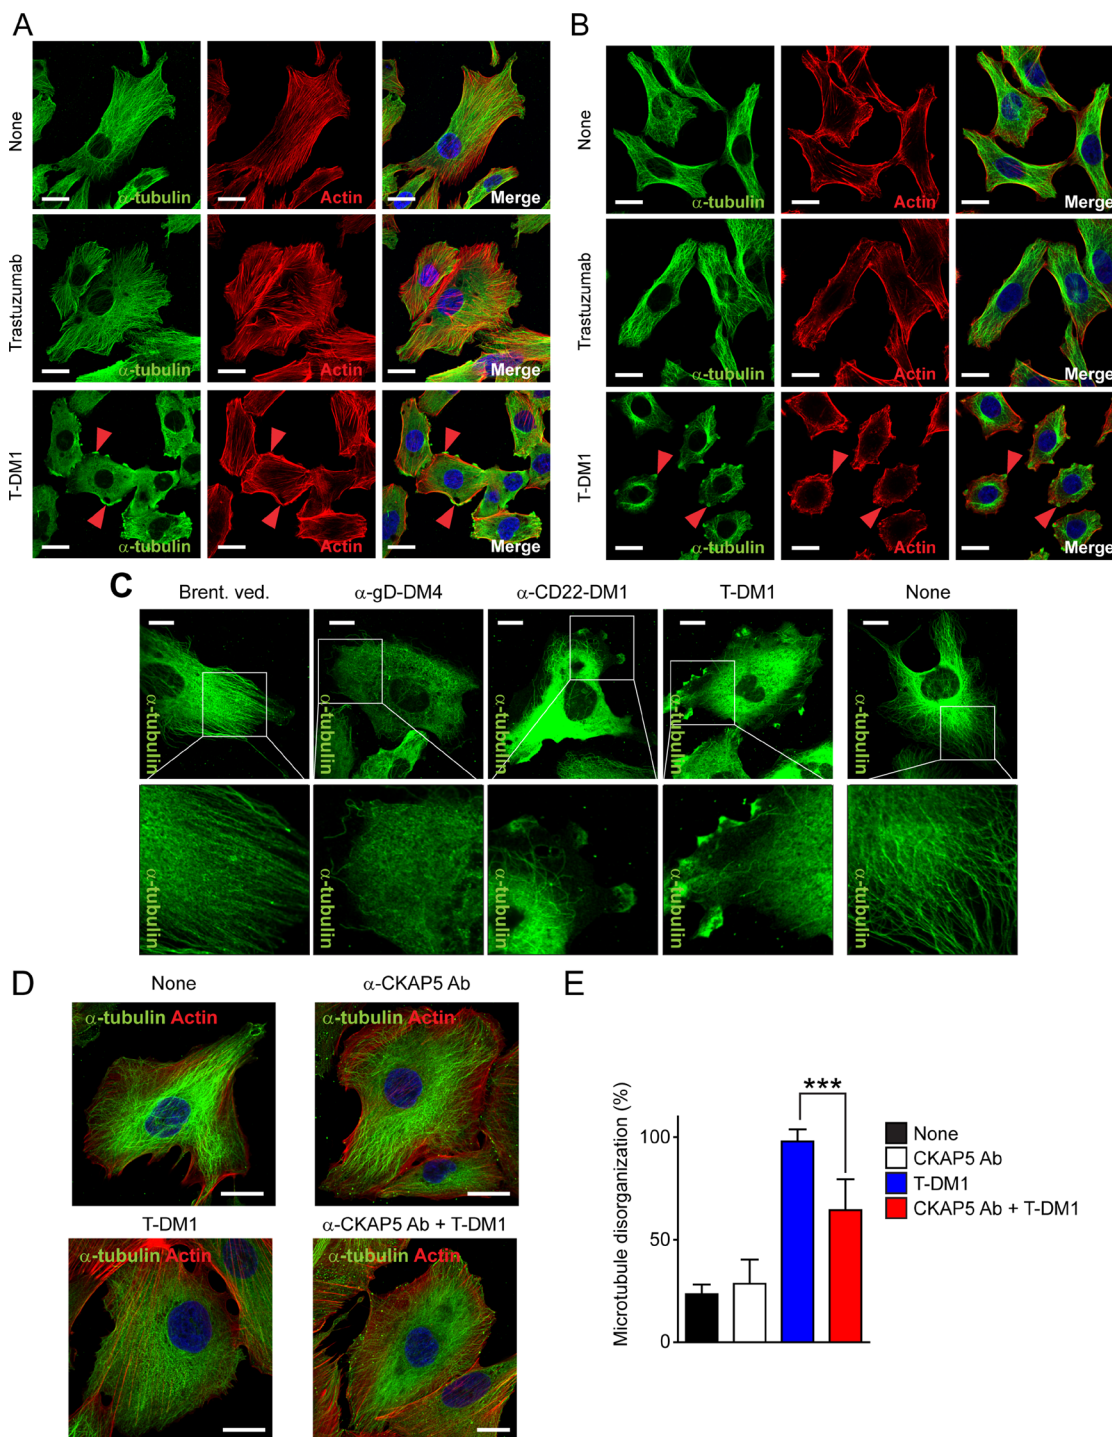 A
None
α-tubulin
Actin
Merge
Trastuzumab
α-tubulin
Actin
Merge
T-DM1
α-tubulin
Actin
Merge
B
None
α-tubulin
Actin
Merge
Trastuzumab
α-tubulin
Actin
Merge
T-DM1
α-tubulin
Actin
Merge
C
Brent. ved.
α-gD-DM4
α-CD22-DM1
T-DM1
None
α-tubulin
α-tubulin
α-tubulin
α-tubulin
α-tubulin
α-tubulin
α-tubulin
α-tubulin
α-tubulin
α-tubulin
D
None
α-tubulin Actin
α-CKAP5 Ab
α-tubulin Actin
T-DM1
α-tubulin Actin
α-CKAP5 Ab + T-DM1
α-tubulin Actin
E
Microtubule disorganization (%)
100
50
0
***
None
CKAP5 Ab
T-DM1
CKAP5 Ab + T-DM1